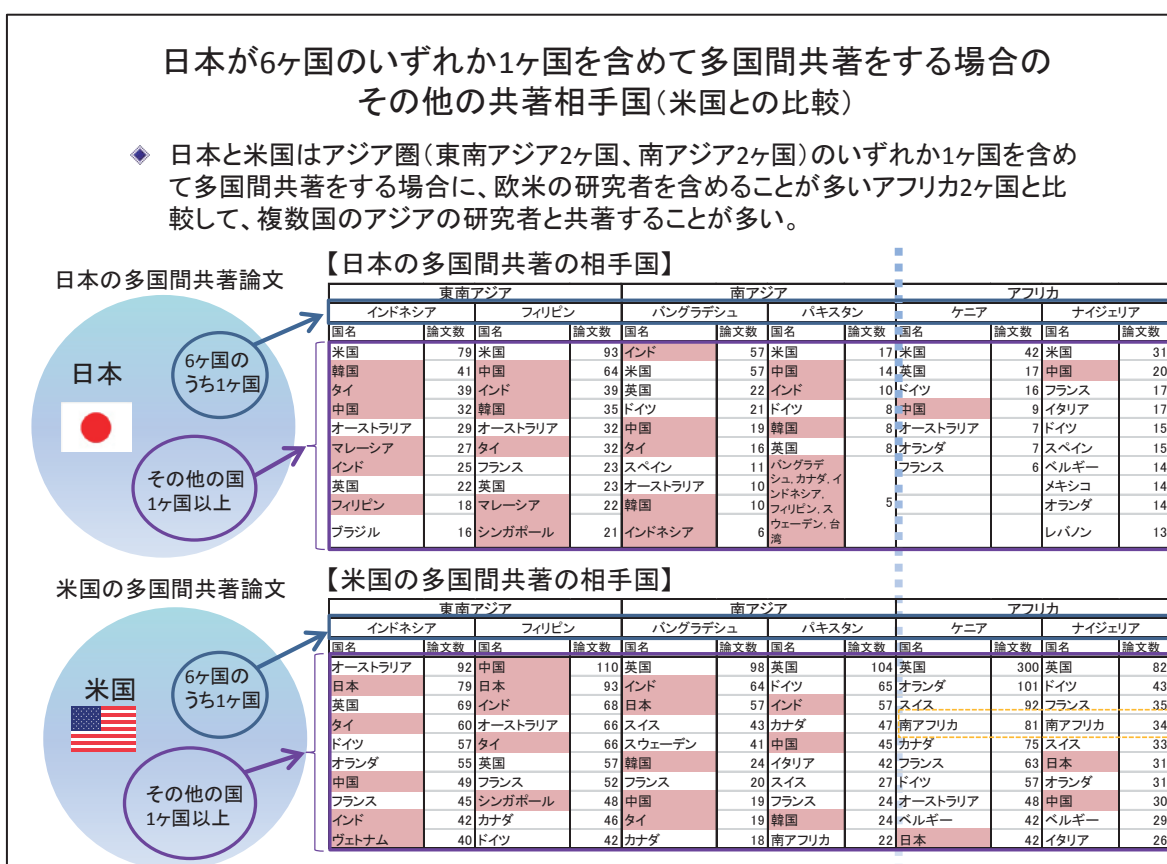 日本が6ヶ国のいずれか1ヶ国を含めて多国間共著をする場合の
その他の共著相手国（米国との比較）
日本と米国はアジア圏（東南アジア2ヶ国、南アジア2ヶ国）のいずれか1ヶ国を含め
て多国間共著をする場合に、欧米の研究者を含めることが多いアフリカ2ヶ国と比
較して、複数国のアジアの研究者と共著することが多い。
日本の多国間共著論文
日本
6ヶ国の
うち1ヶ国
その他の国
1ヶ国以上
【日本の多国間共著の相手国】
東南アジア 南アジア アフリカ
インドネシア フィリピン バングラデシュ パキスタン ケニア ナイジェリア
国名 論文数 国名 論文数 国名 論文数 国名 論文数 国名 論文数 国名 論文数
米国 79 米国 93 インド 57 米国 17 米国 42 米国 31
韓国 41 中国 64 米国 57 中国 14 英国 17 中国 20
タイ 39 インド 39 英国 22 インド 10 ドイツ 16 フランス 17
中国 32 韓国 35 ドイツ 21 ドイツ 8 中国 9 イタリア 17
オーストラリア 29 オーストラリア 32 中国 19 韓国 8 オーストラリア 7 ドイツ 15
マレーシア 27 タイ 32 タイ 16 英国 8 オランダ 7 スペイン 15
インド 25 フランス 23 スペイン 11 バングラデ フランス 6 ベルギー 14
英国 22 英国 23 オーストラリア 10 シュ, カナダ, イ メキシコ 14
フィリピン 18 マレーシア 22 韓国 10 ンドネシア, フィリピン, ス 5 オランダ 14
ブラジル 16 シンガポール 21 インドネシア 6 ウェーデン, 台湾 レバノン 13
米国の多国間共著論文
米国
6ヶ国の
うち1ヶ国
その他の国
1ヶ国以上
【米国の多国間共著の相手国】
東南アジア 南アジア アフリカ
インドネシア フィリピン バングラデシュ パキスタン ケニア ナイジェリア
国名 論文数 国名 論文数 国名 論文数 国名 論文数 国名 論文数 国名 論文数
オーストラリア 92 中国 110 英国 98 英国 104 英国 300 英国 82
日本 79 日本 93 インド 64 ドイツ 65 オランダ 101 ドイツ 43
英国 69 インド 68 日本 57 インド 57 スイス 92 フランス 35
タイ 60 オーストラリア 66 スイス 43 カナダ 47 南アフリカ 81 南アフリカ 34
ドイツ 57 タイ 66 スウェーデン 41 中国 45 カナダ 75 スイス 33
オランダ 55 英国 57 韓国 24 イタリア 42 フランス 63 日本 31
中国 49 フランス 52 フランス 20 スイス 27 ドイツ 57 オランダ 31
フランス 45 シンガポール 48 中国 19 フランス 24 オーストラリア 48 中国 30
インド 42 カナダ 46 タイ 19 韓国 24 ベルギー 42 ベルギー 29
ヴェトナム 40 ドイツ 42 カナダ 18 南アフリカ 22 日本 42 イタリア 26